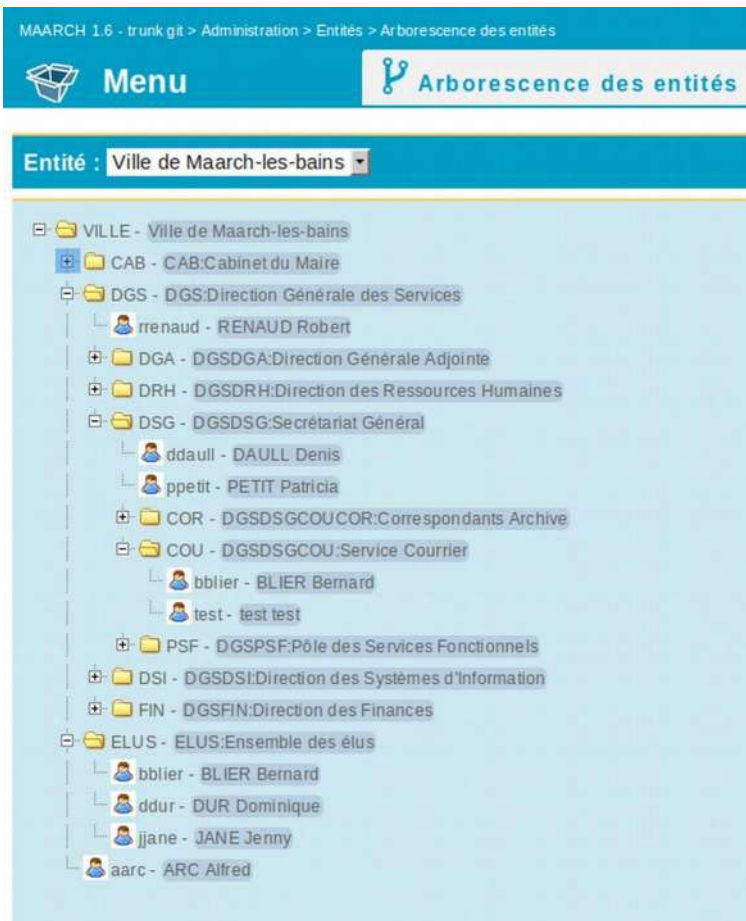 MAARCH 1.6 - trunk git > Administration > Entités > Arborescence des entités
Menu
Arborescence des entités
Entité : Ville de Maarch-les-bains
VILLE - Ville de Maarch-les-bains
CAB - CAB:Cabinet du Maire
DGS - DGS:Direction Générale des Services
rrenaud - RENAUD Robert
DGA - DGSDGA:Direction Générale Adjointe
DRH - DGSDRH:Direction des Ressources Humaines
DSG - DGSDSG:Secrétariat Général
ddaull - DAULL Denis
ppetit - PETIT Patricia
COR - DGSDSGCOUCOR:Correspondants Archive
COU - DGSDSGCOU:Service Courrier
bblier - BLIER Bernard
test - test test
PSF - DGSPSF:Pôle des Services Fonctionnels
DSI - DGSDSI:Direction des Systèmes d'Information
FIN - DGSFIN:Direction des Finances
ELUS - ELUS:Ensemble des élus
bblier - BLIER Bernard
ddur - DUR Dominique
jjane - JANE Jenny
aarc - ARC Alfred